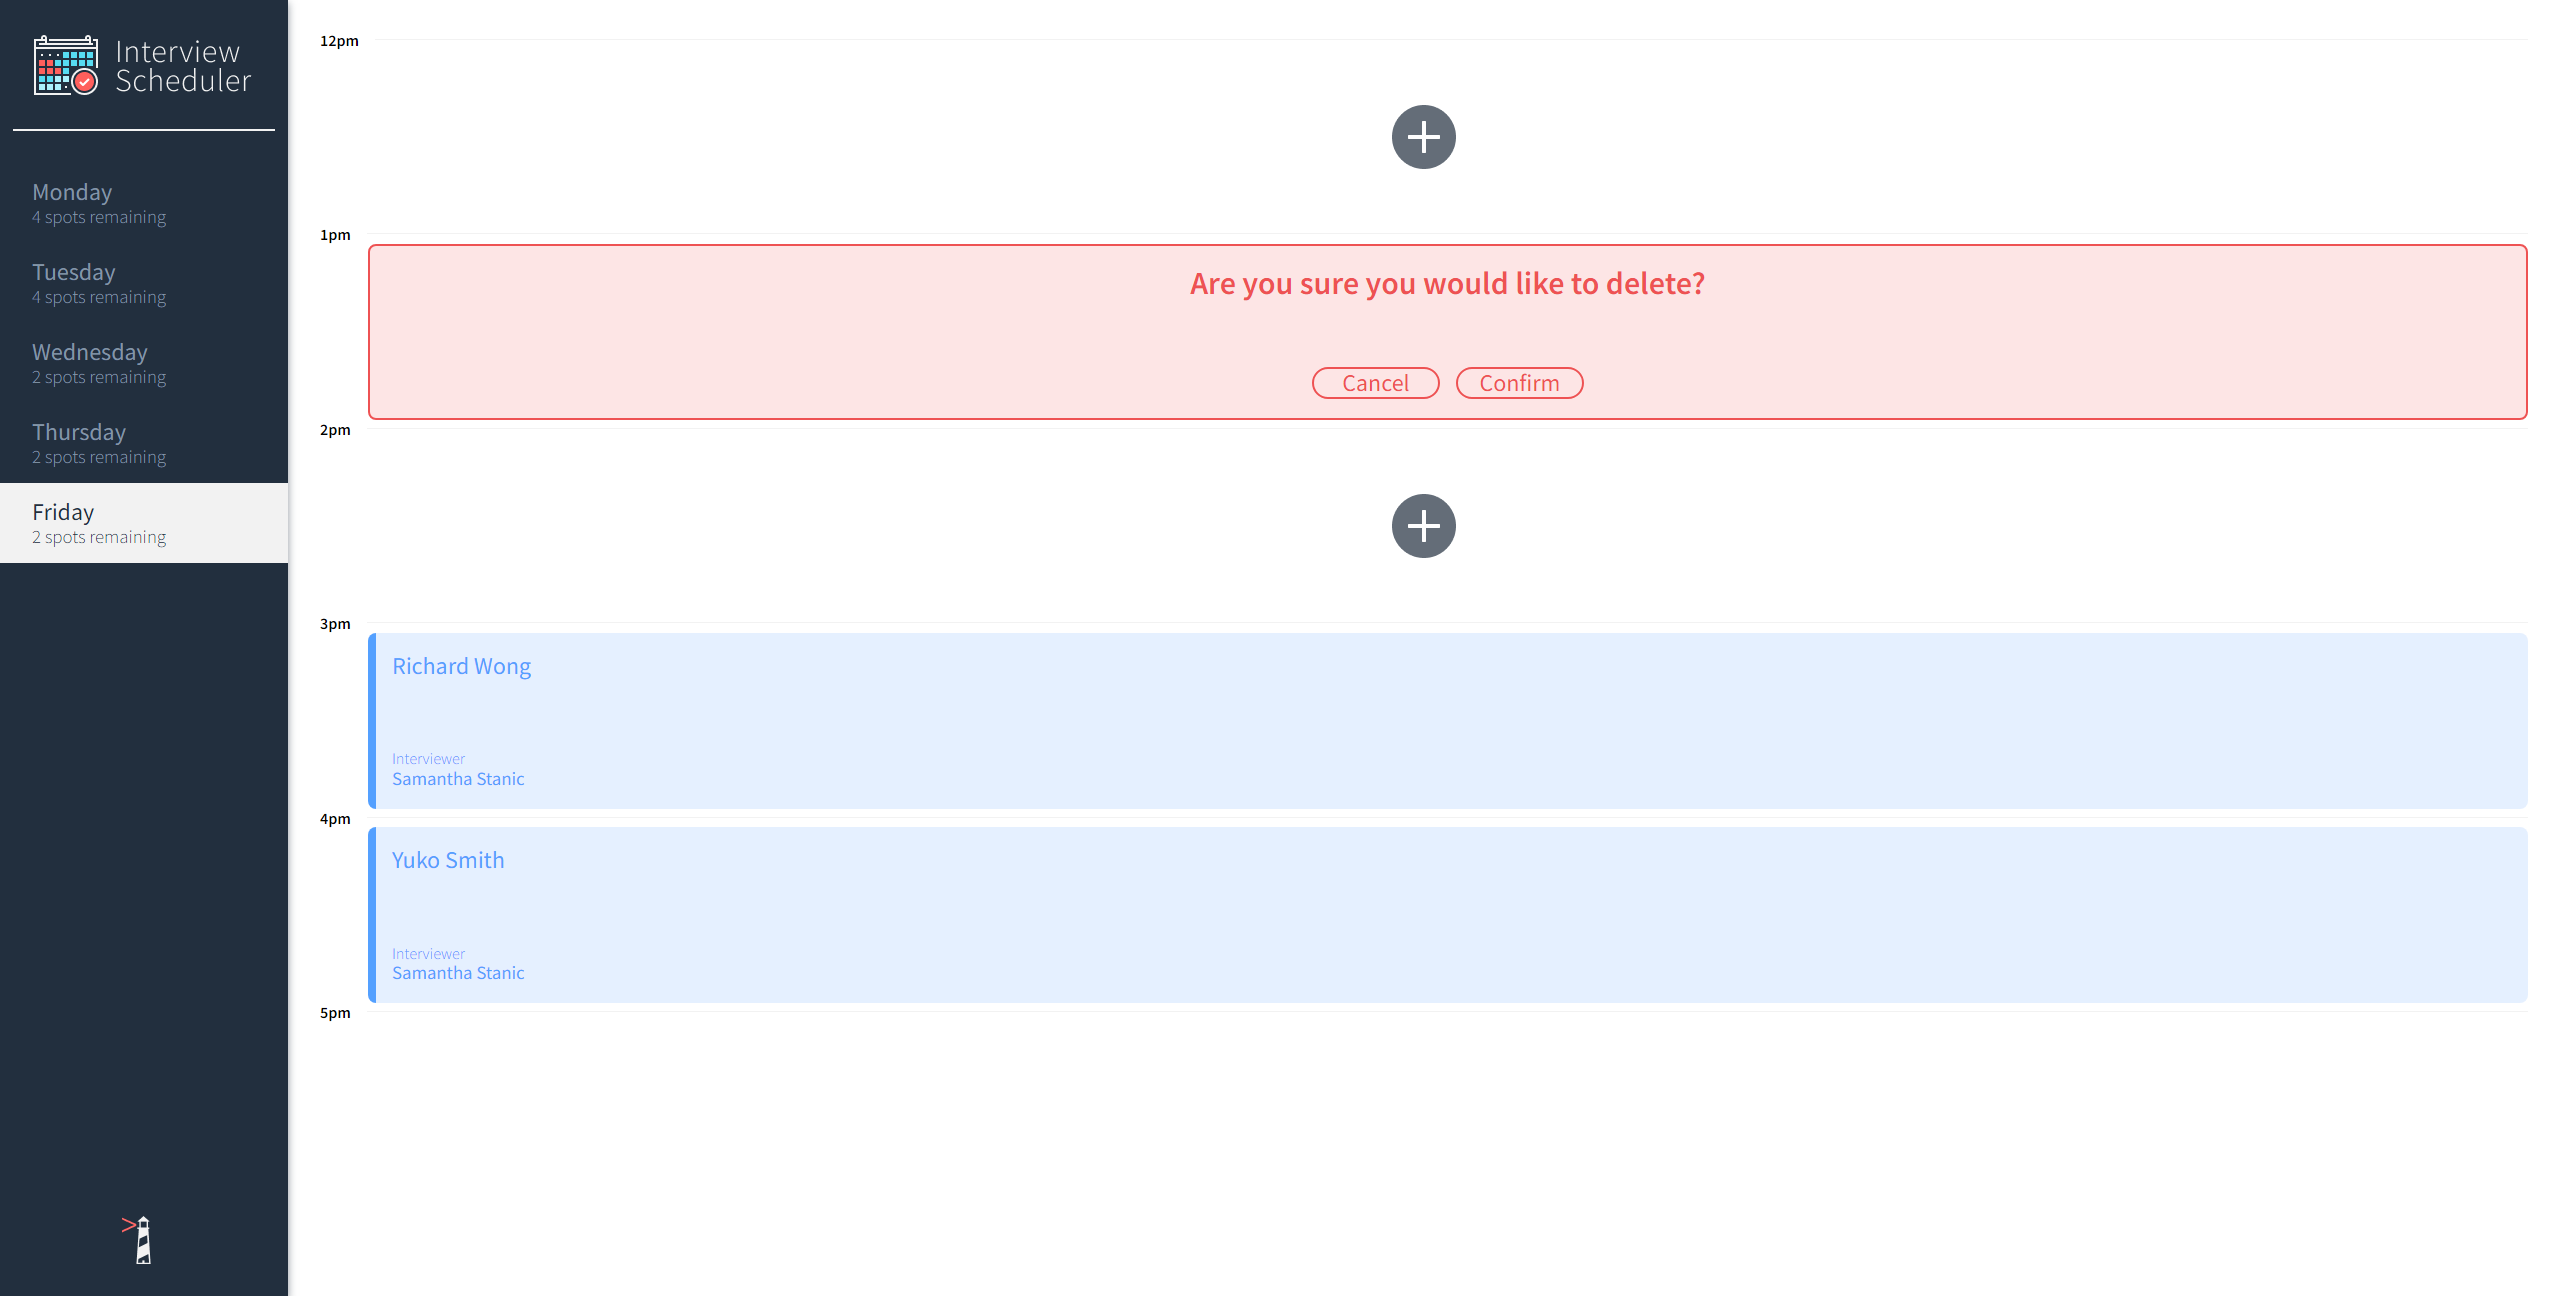 Interview
Scheduler
Monday
4 spots remaining
Tuesday
4 spots remaining
Wednesday
2 spots remaining
Thursday
2 spots remaining
Friday
2 spots remaining
12pm
1pm
Are you sure you would like to delete?
Cancel Confirm
2pm
3pm
Richard Wong
Interviewer
Samantha Stanic
4pm
Yuko Smith
Interviewer
Samantha Stanic
5pm